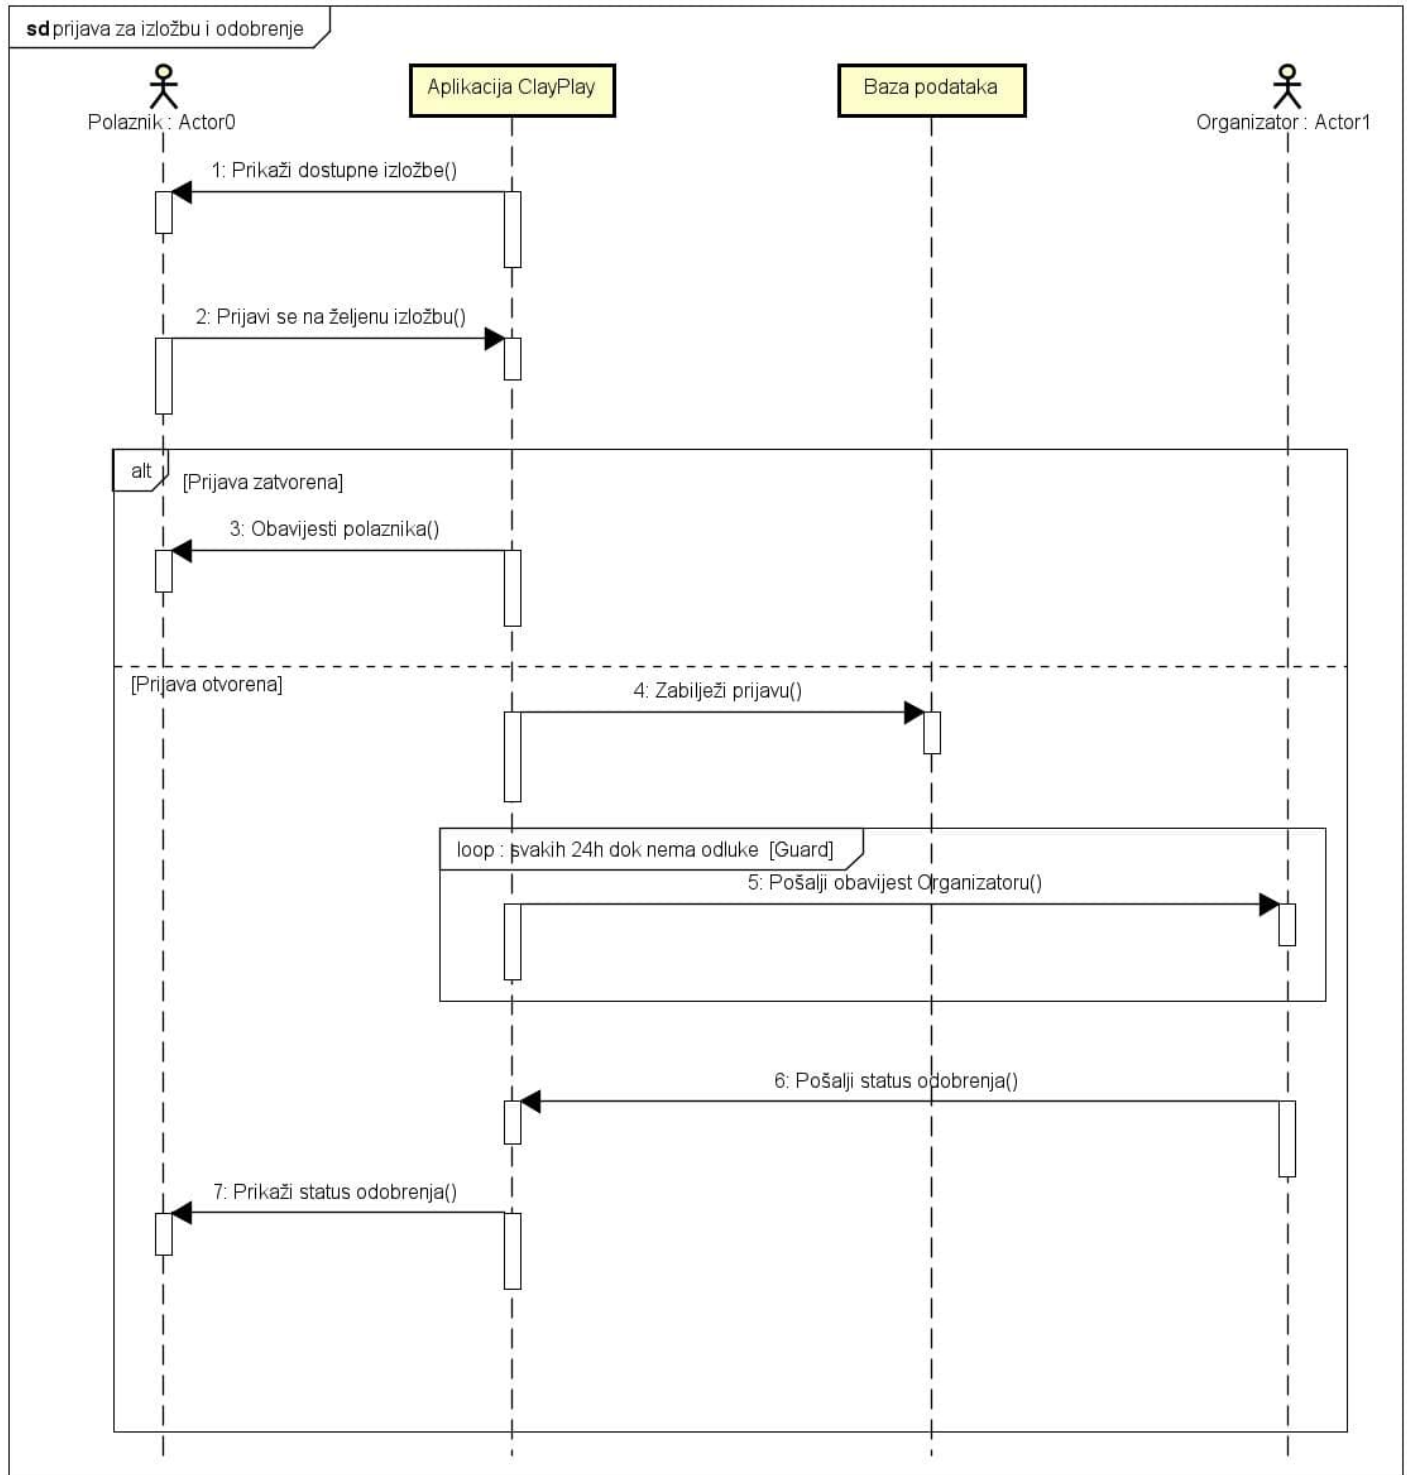 sd prijava za izložbu i odobrenje
Polaznik : Actor0
Aplikacija ClayPlay
Baza podataka
Organizator : Actor1
1: Prikaži dostupne izložbe()
2: Prijavi se na željenu izložbu()
alt
[Prijava zatvorena]
3: Obavijesti polaznika()
[Prijava otvorena]
4: Zabilježi prijavu()
loop : svakih 24h dok nema odluke [Guard]
5: Pošalji obavijest Organizatoru()
6: Pošalji status odobrenja()
7: Prikaži status odobrenja()